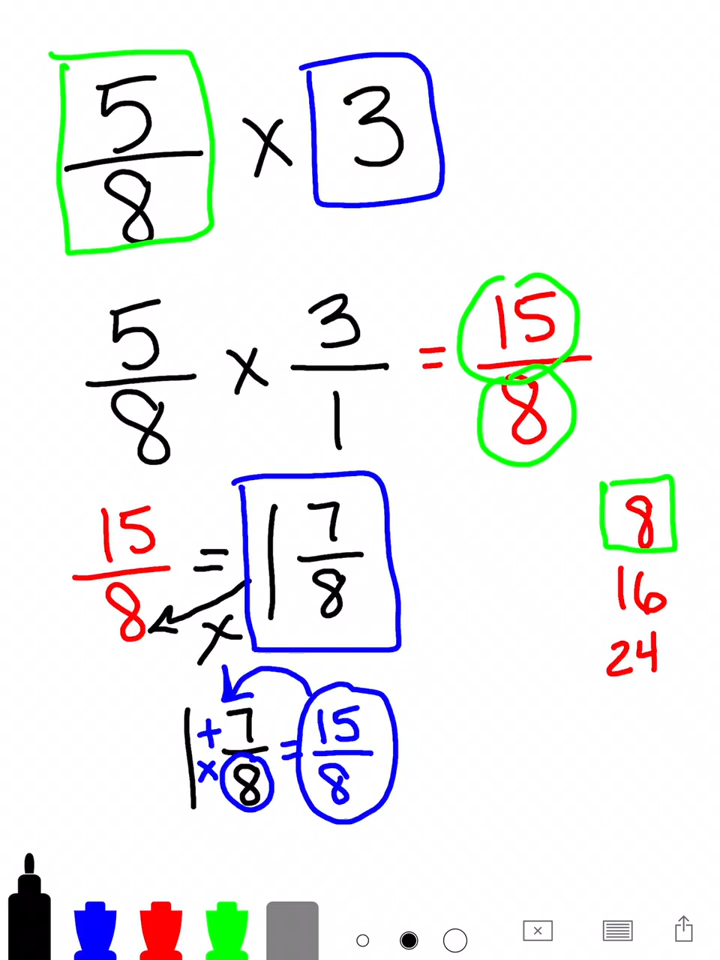 5/8 x 3
5/8 x 3/1 = 15/8
15/8 = 1 7/8
x
8
16
24
1 + x 7/8 = 15/8